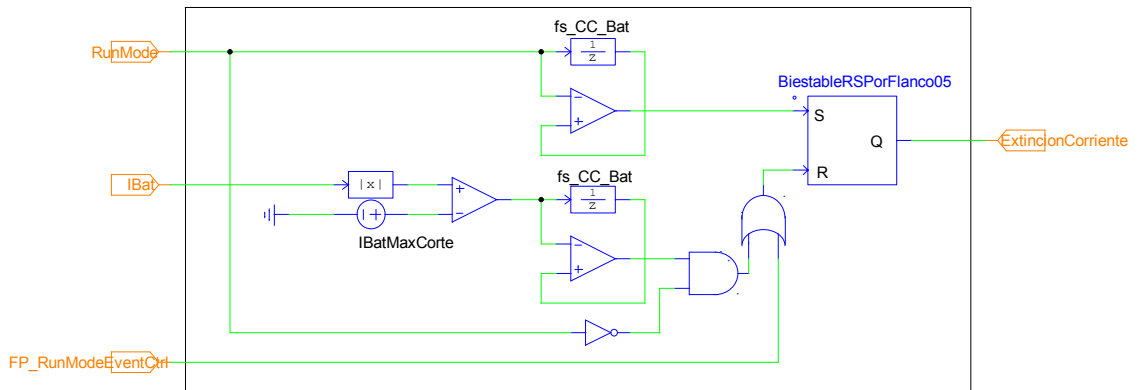 fs_CC_Bat
RunMode
1
z
BiestableRSPorFlanco05
S
Q
ExtincionCorriente
R
fs_CC_Bat
IBat
|x|
1
z
IBatMaxCorte
FP_RunModeEventCtrl